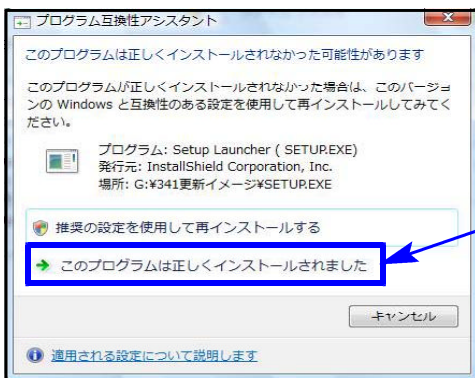 プログラム互換性アシスタント
このプログラムは正しくインストールされなかった可能性があります
このプログラムが正しくインストールされなかった場合は、このバージョ
ンの Windows と互換性のある設定を使用して再インストールしてみてく
ださい。
プログラム: Setup Launcher ( SETUP.EXE)
発行元: InstallShield Corporation, Inc.
場所: G:¥341更新イメージ¥SETUP.EXE
推奨の設定を使用して再インストールする
このプログラムは正しくインストールされました
キャンセル
適用される設定について説明します